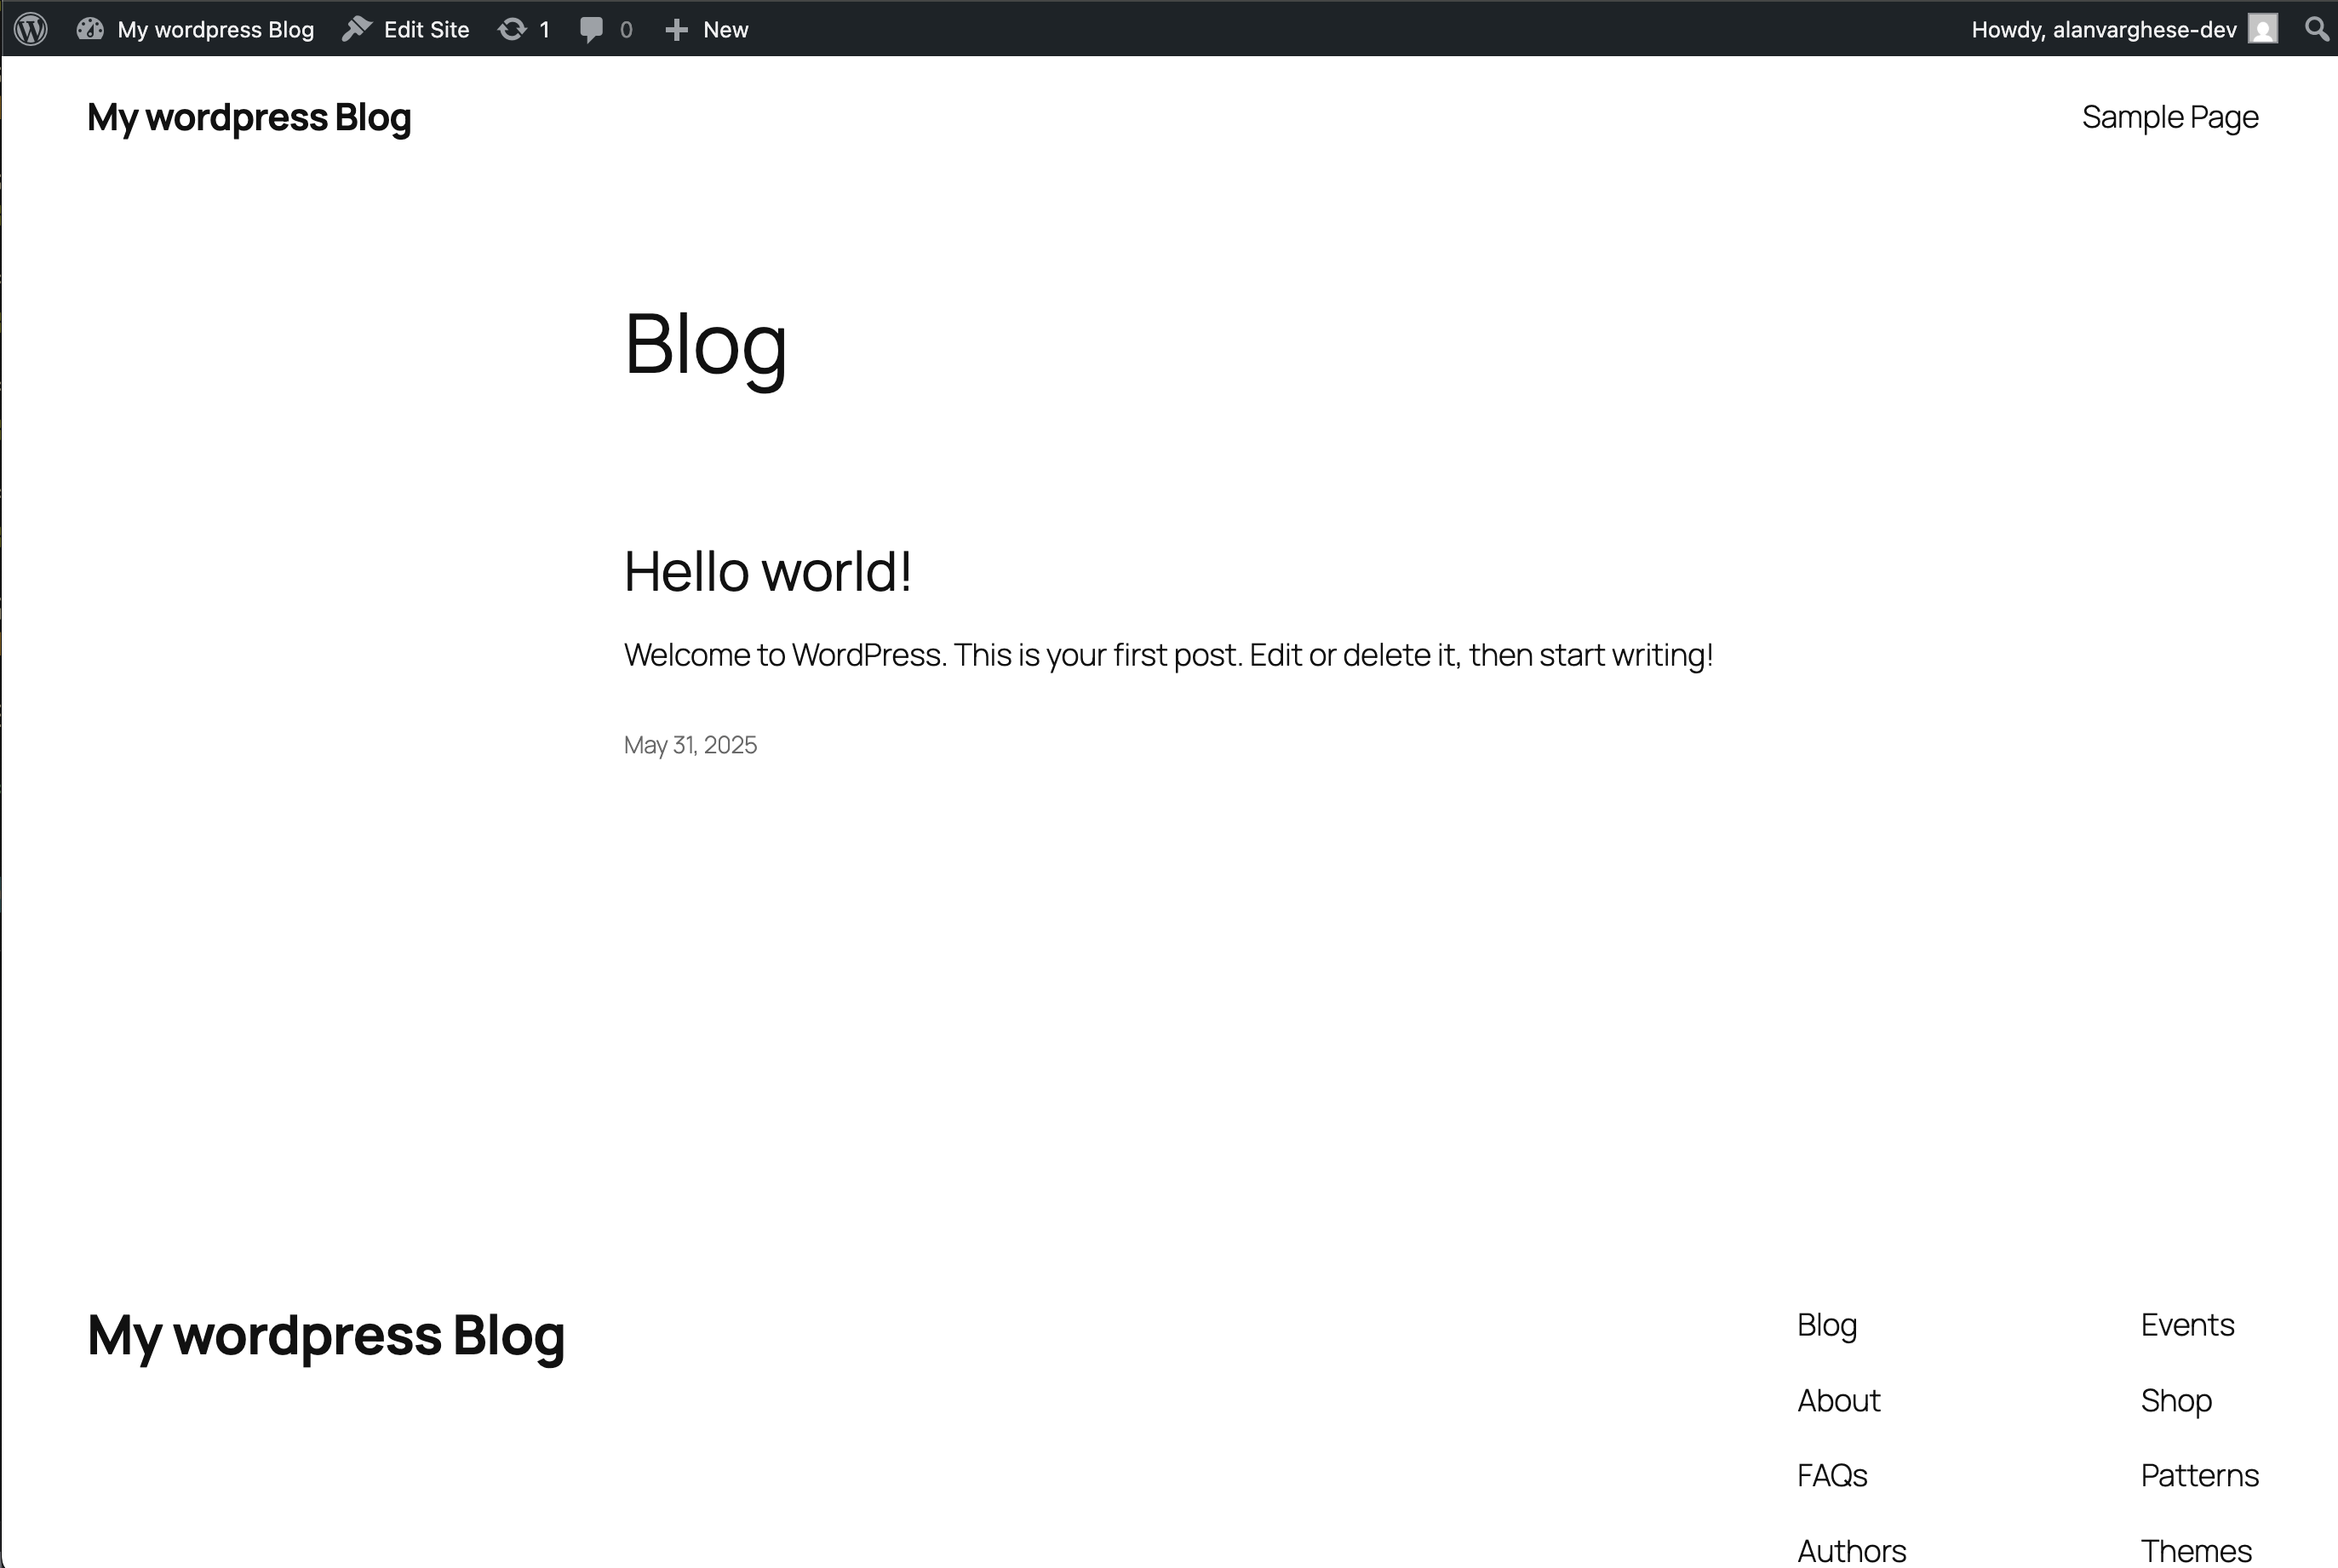 My wordpress Blog Edit Site 1 0 New Howdy, alanvarghese-dev
My wordpress Blog Sample Page
Blog
Hello world!
Welcome to WordPress. This is your first post. Edit or delete it, then start writing!
May 31, 2025
My wordpress Blog
Blog Events
About Shop
FAQs Patterns
Authors Themes